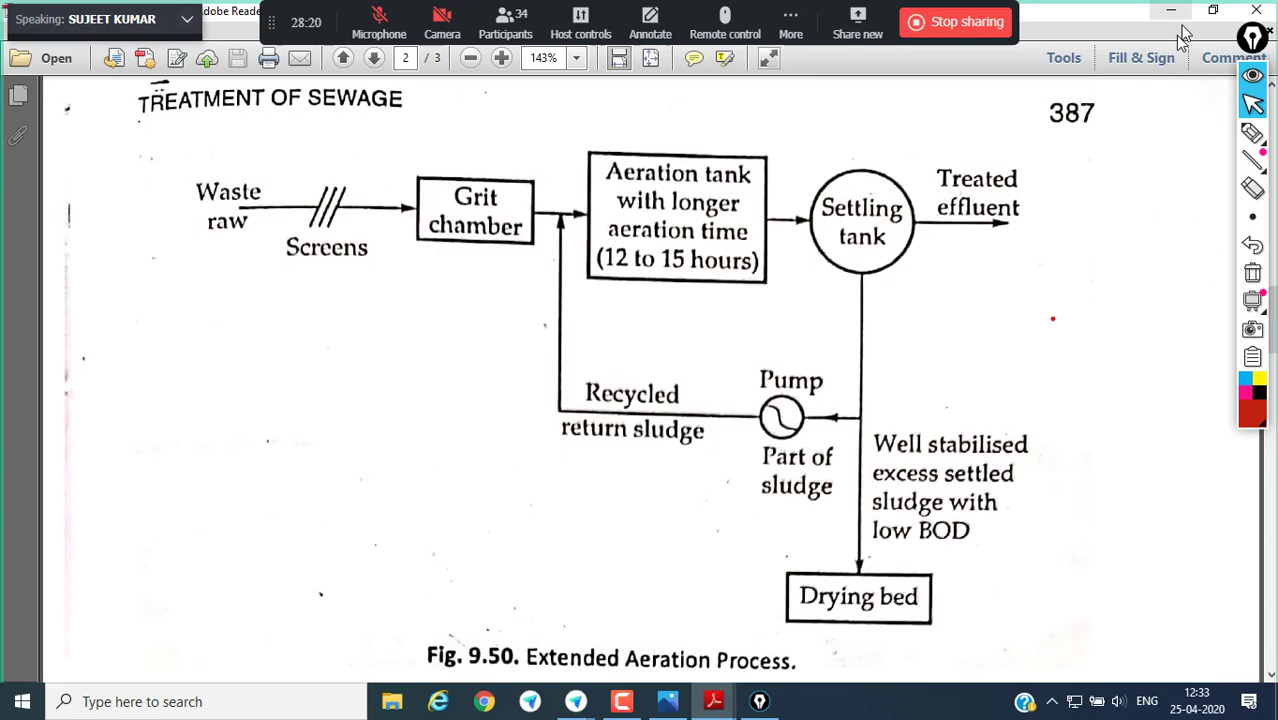 Speaking: SUJEET KUMAR
28:20
Microphone
Camera
34
Participants
Host controls
Annotate
Remote control
More
Share new
Stop sharing
Open
2 / 3
143%
Tools
Fill & Sign
Comment
TREATMENT OF SEWAGE
387
Waste
raw
Screens
Grit
chamber
Aeration tank
with longer
aeration time
(12 to 15 hours)
Settling
tank
Treated
effluent
Recycled
return sludge
Pump
Part of
sludge
Well stabilised
excess settled
sludge with
low BOD
Drying bed
Fig. 9.50. Extended Aeration Process.
Type here to search
ENG
12:33
25-04-2020